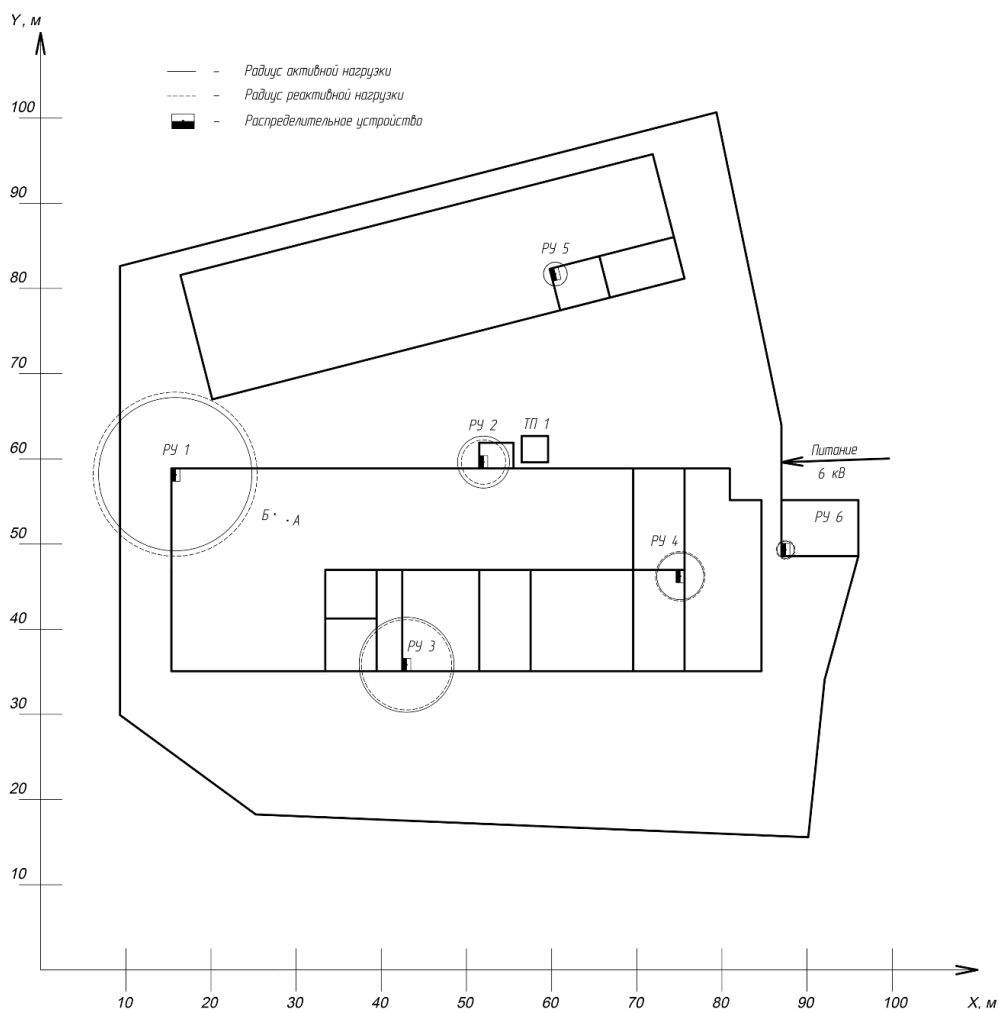 Y, м
– Радиус активной нагрузки
– Радиус реактивной нагрузки
– Распределительное устройство
100
90
РУ 5
80
70
РУ 2 ТП 1
60
РУ 1
Питание
6 кВ
Б А
РУ 6
50
РУ 4
40
РУ 3
30
20
10
10 20 30 40 50 60 70 80 90 100 X, м